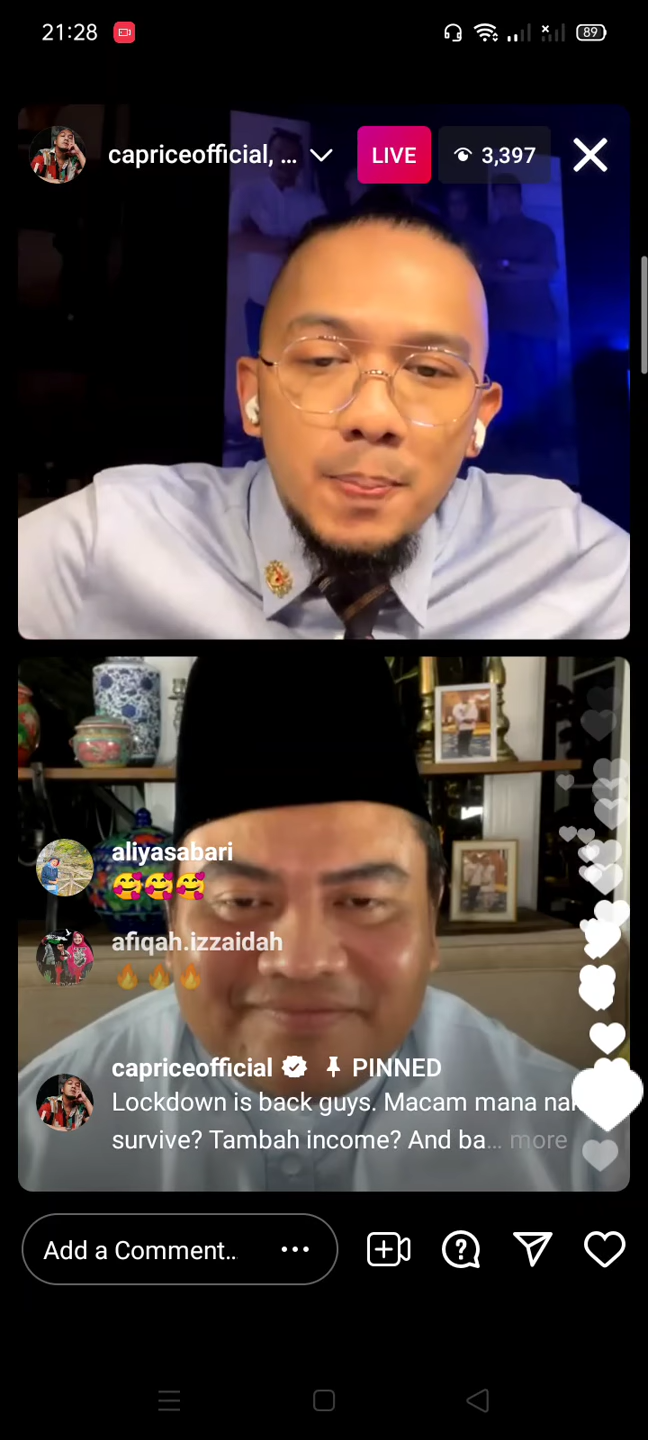 21:28
89
capriceofficial, ...
LIVE
3,397
aliyasabari
🥰🥰🥰
afiqah.izzaidah
🔥🔥🔥
capriceofficial PINNED
Lockdown is back guys. Macam mana nak
survive? Tambah income? And ba... more
Add a Comment..